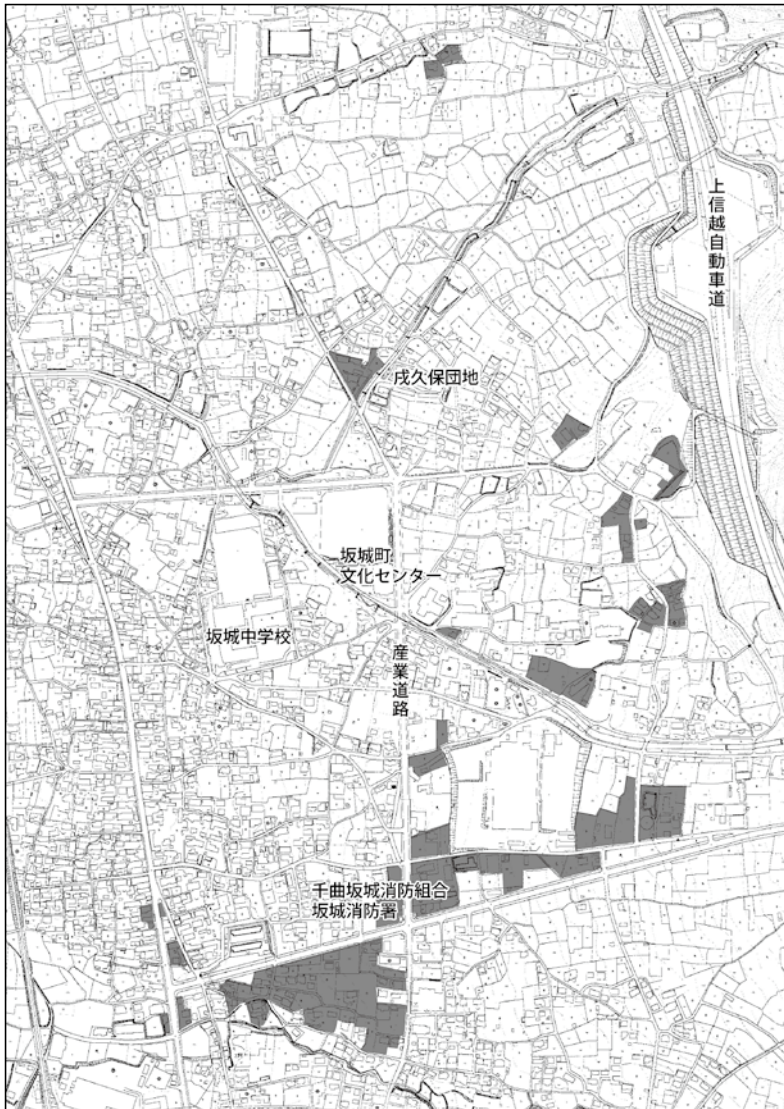 上信越自動車道
戌久保団地
坂城町
文化センター
坂城中学校
産業道路
千曲坂城消防組合
坂城消防署